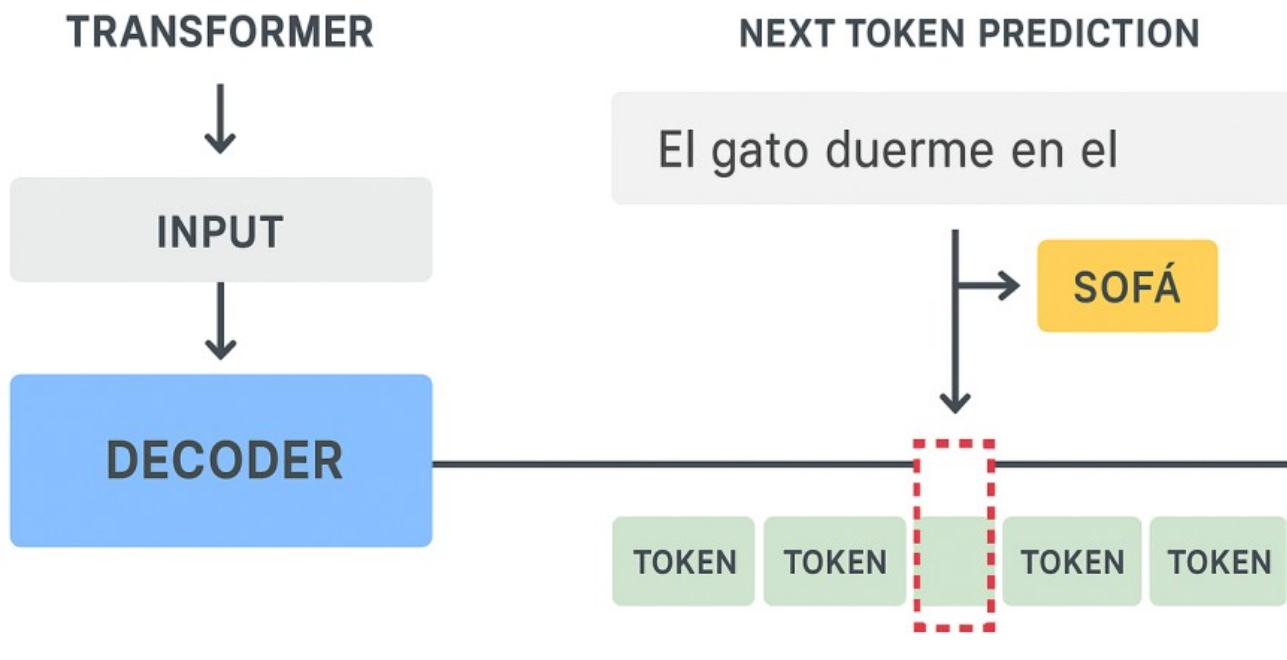 TRANSFORMER
INPUT
DECODER
NEXT TOKEN PREDICTION
El gato duerme en el
SOFÁ
TOKEN TOKEN TOKEN TOKEN